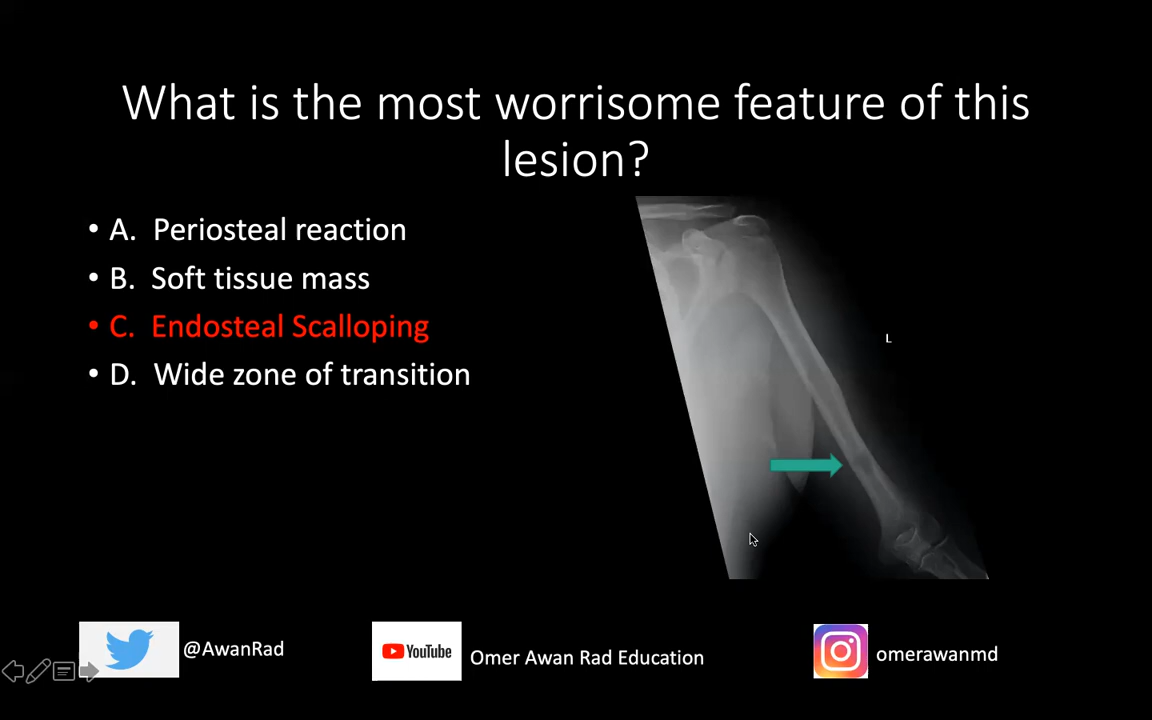 What is the most worrisome feature of this
lesion?
• A. Periosteal reaction
• B. Soft tissue mass
• C. Endosteal Scalloping
• D. Wide zone of transition
L
@AwanRad
YouTube
Omer Awan Rad Education
omerawanmd